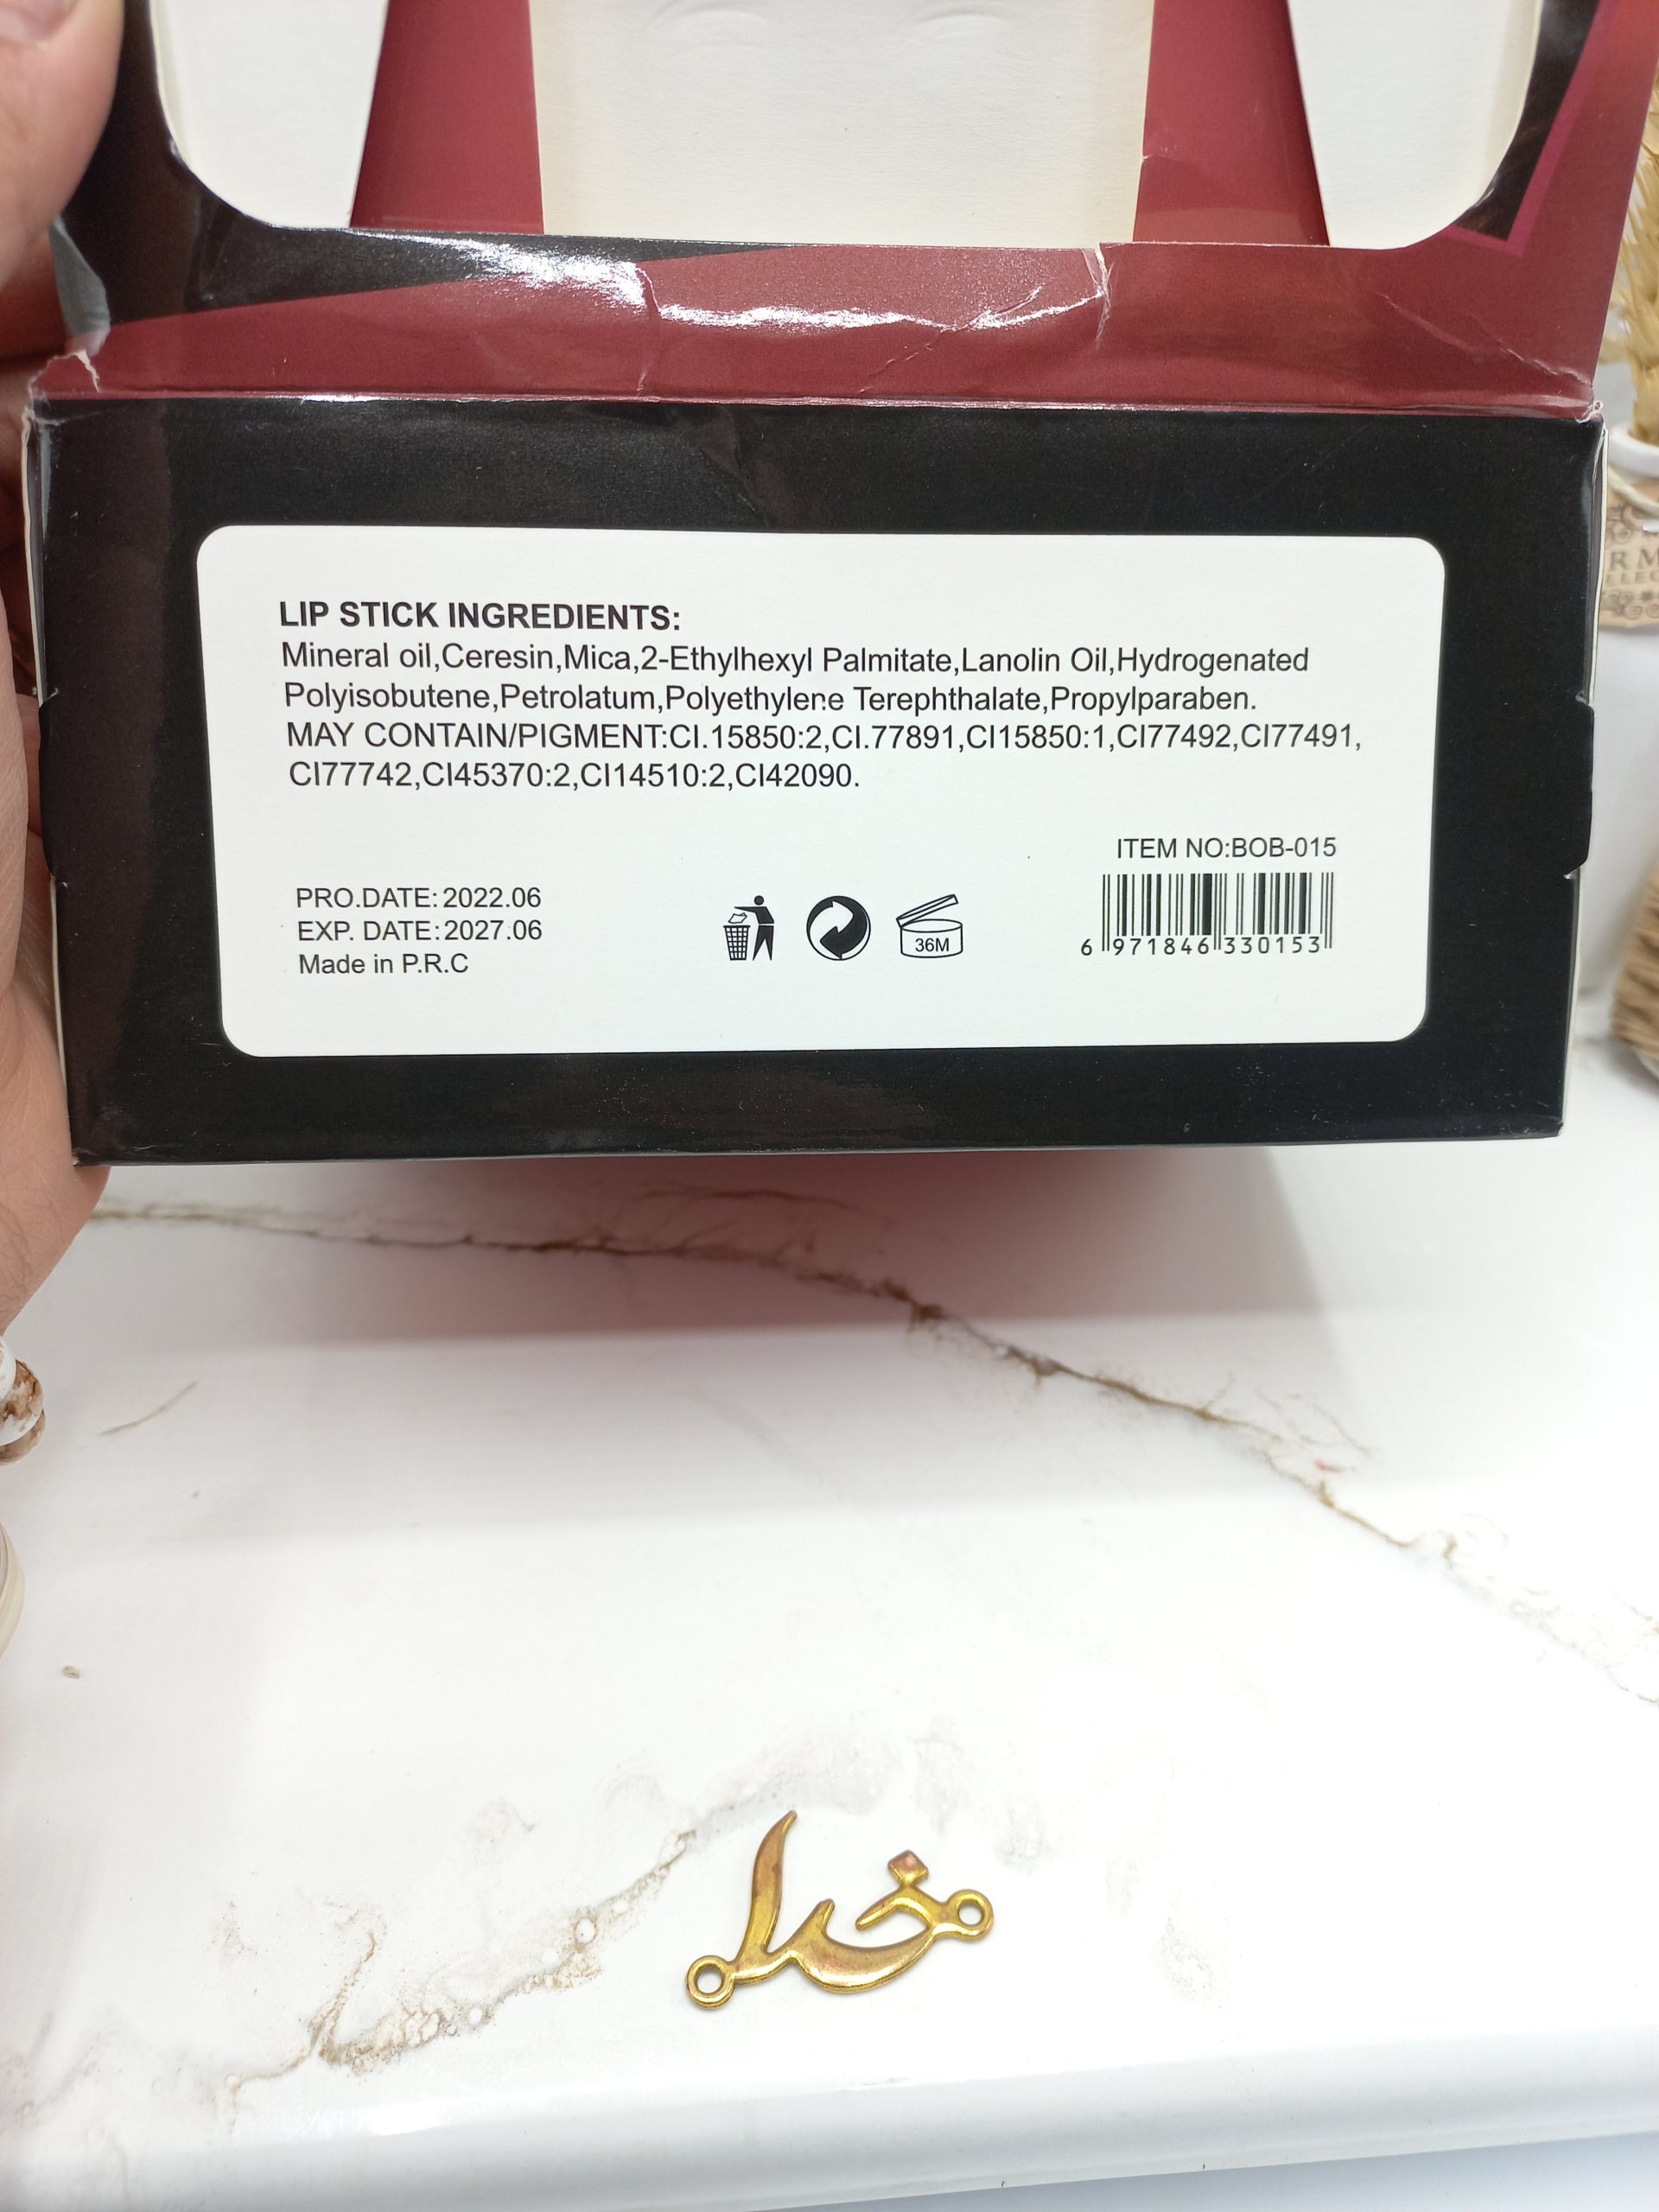 LIP STICK INGREDIENTS:
Mineral oil,Ceresin,Mica,2-Ethylhexyl Palmitate,Lanolin Oil,Hydrogenated
Polyisobutene,Petrolatum,Polyethylene Terephthalate,Propylparaben.
MAY CONTAIN/PIGMENT:CI.15850:2,CI.77891,CI15850:1,CI77492,CI77491,
CI77742,CI45370:2,CI14510:2,CI42090.
ITEM NO:BOB-015
PRO.DATE:2022.06
EXP. DATE:2027.06
Made in P.R.C
36M
6 971846 330153
خدا